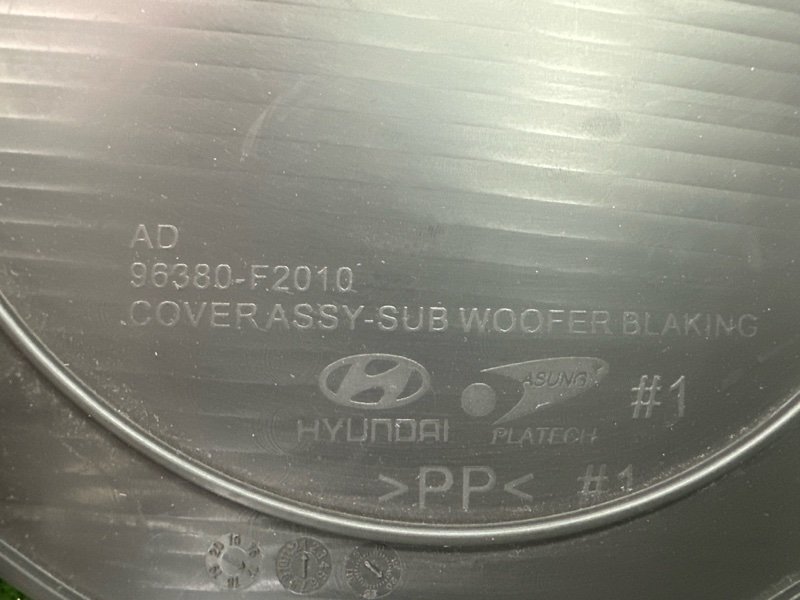 AD
96380-F2010
COVER ASSY-SUB WOOFER BLAKING
ASUNG #1
HYUNDAI PLATECH
>PP< #1